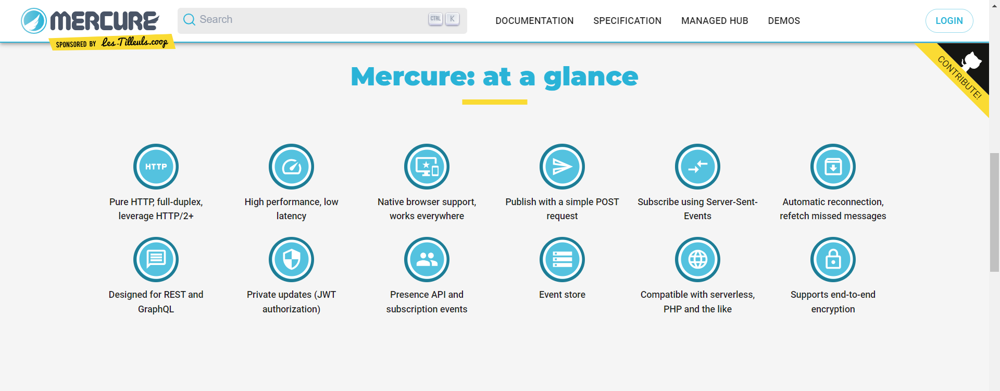 MERCURE
Search
CTRL K
DOCUMENTATION
SPECIFICATION
MANAGED HUB
DEMOS
LOGIN
SPONSORED BY Les-Tilleuls.coop
CONTRIBUTE!
Mercure: at a glance
HTTP
Pure HTTP, full-duplex,
leverage HTTP/2+
High performance, low
latency
Native browser support,
works everywhere
Publish with a simple POST
request
Subscribe using Server-Sent-
Events
Automatic reconnection,
refetch missed messages
Designed for REST and
GraphQL
Private updates (JWT
authorization)
Presence API and
subscription events
Event store
Compatible with serverless,
PHP and the like
Supports end-to-end
encryption